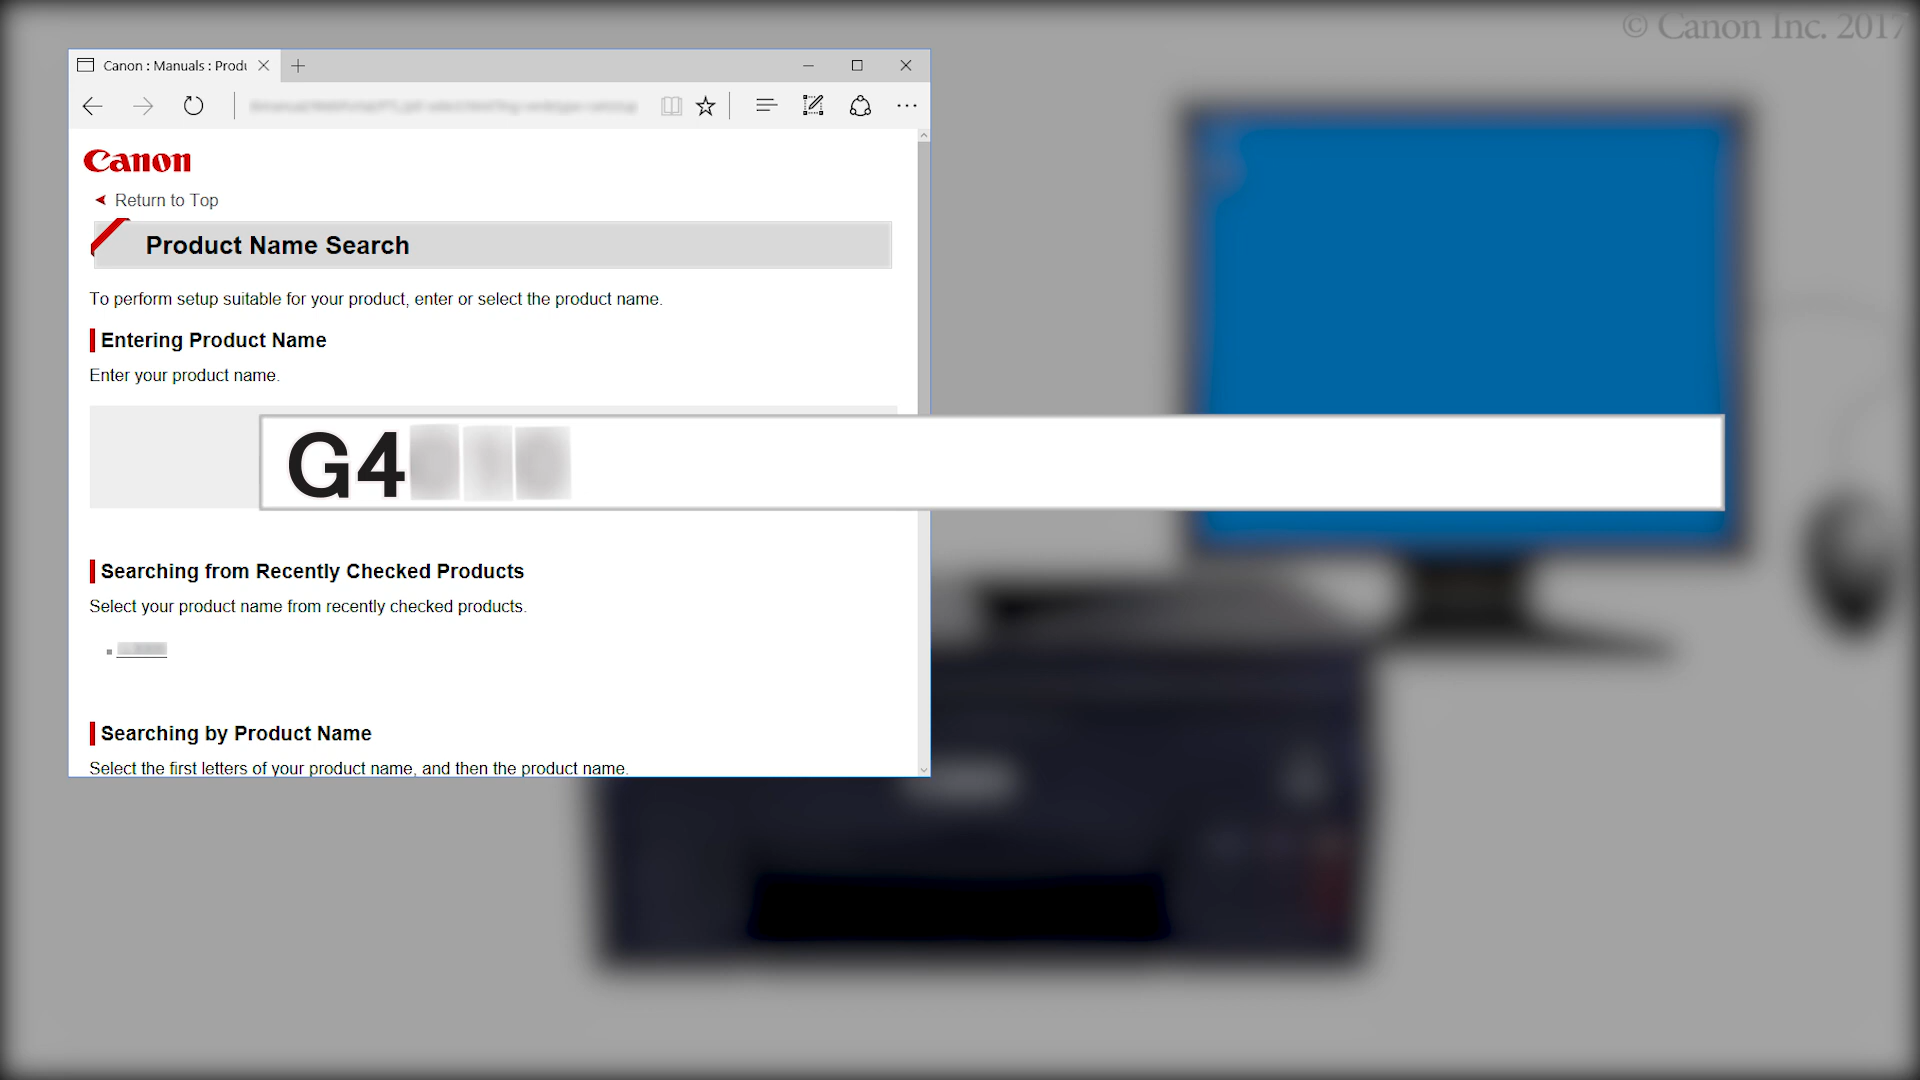 © Canon Inc. 2017
Canon : Manuals : Produ
Canon
Return to Top
Product Name Search
To perform setup suitable for your product, enter or select the product name.
Entering Product Name
Enter your product name.
G4
Searching from Recently Checked Products
Select your product name from recently checked products.
Searching by Product Name
Select the first letters of your product name, and then the product name.